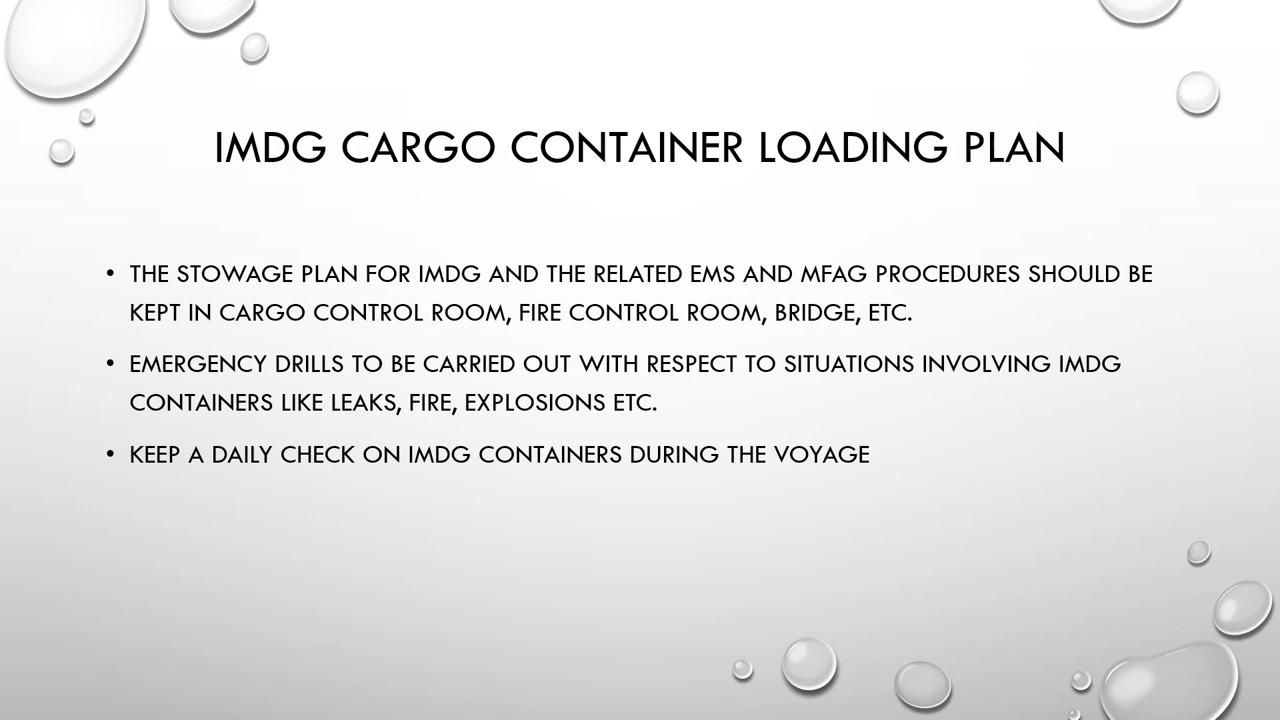 IMDG CARGO CONTAINER LOADING PLAN
• THE STOWAGE PLAN FOR IMDG AND THE RELATED EMS AND MFAG PROCEDURES SHOULD BE
KEPT IN CARGO CONTROL ROOM, FIRE CONTROL ROOM, BRIDGE, ETC.
• EMERGENCY DRILLS TO BE CARRIED OUT WITH RESPECT TO SITUATIONS INVOLVING IMDG
CONTAINERS LIKE LEAKS, FIRE, EXPLOSIONS ETC.
• KEEP A DAILY CHECK ON IMDG CONTAINERS DURING THE VOYAGE